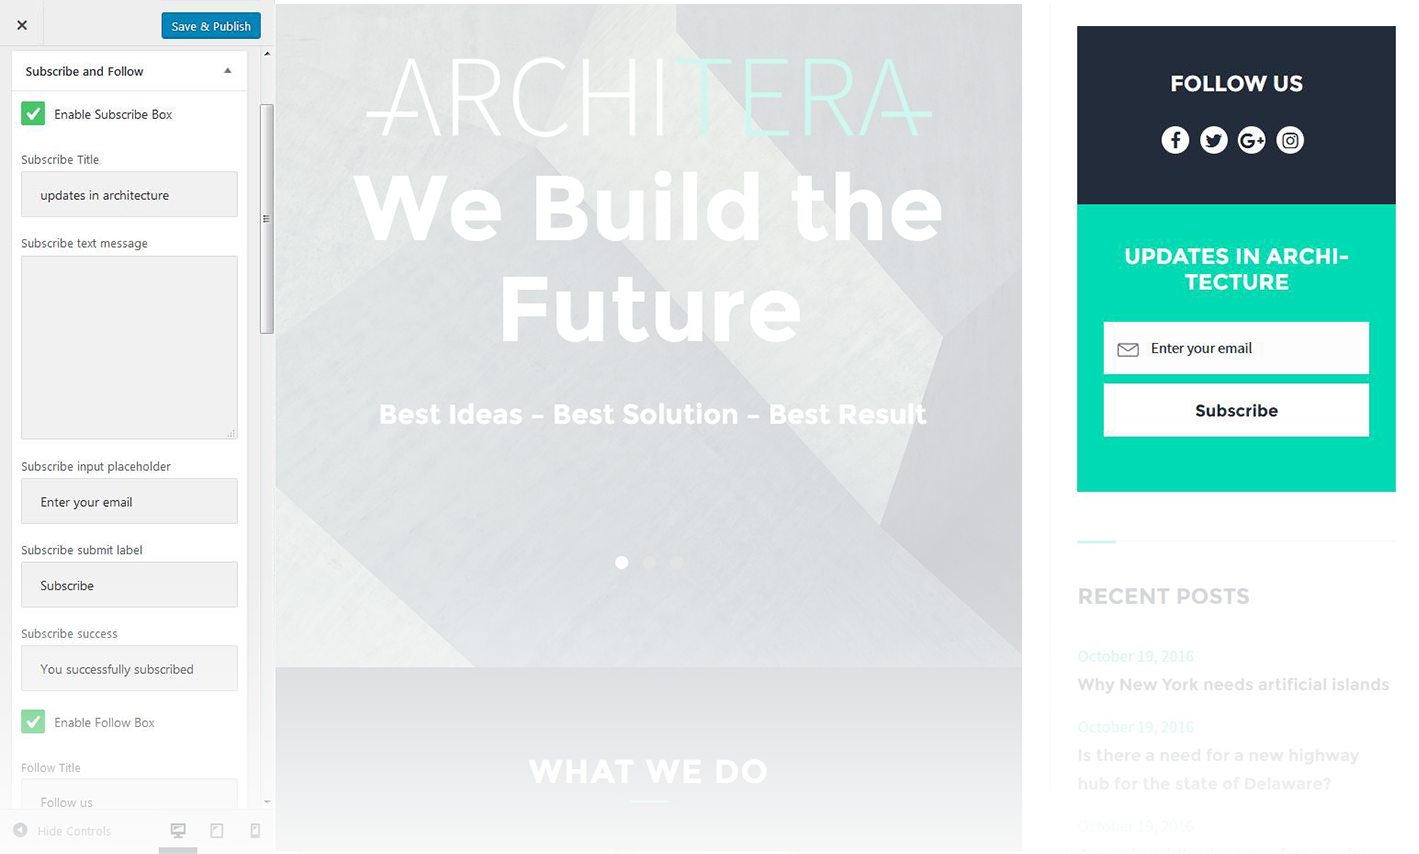 Save & Publish
Subscribe and Follow
Enable Subscribe Box
Subscribe Title
updates in architecture
Subscribe text message
Subscribe input placeholder
Enter your email
Subscribe submit label
Subscribe
Subscribe success
You successfully subscribed
Enable Follow Box
Follow Title
Follow us
Hide Controls
ARCHITERA
We Build the
Future
Best Ideas – Best Solution – Best Result
WHAT WE DO
FOLLOW US
UPDATES IN ARCHI-
TECTURE
Enter your email
Subscribe
RECENT POSTS
October 19, 2016
Why New York needs artificial islands
October 19, 2016
Is there a need for a new highway
hub for the state of Delaware?
October 19, 2016